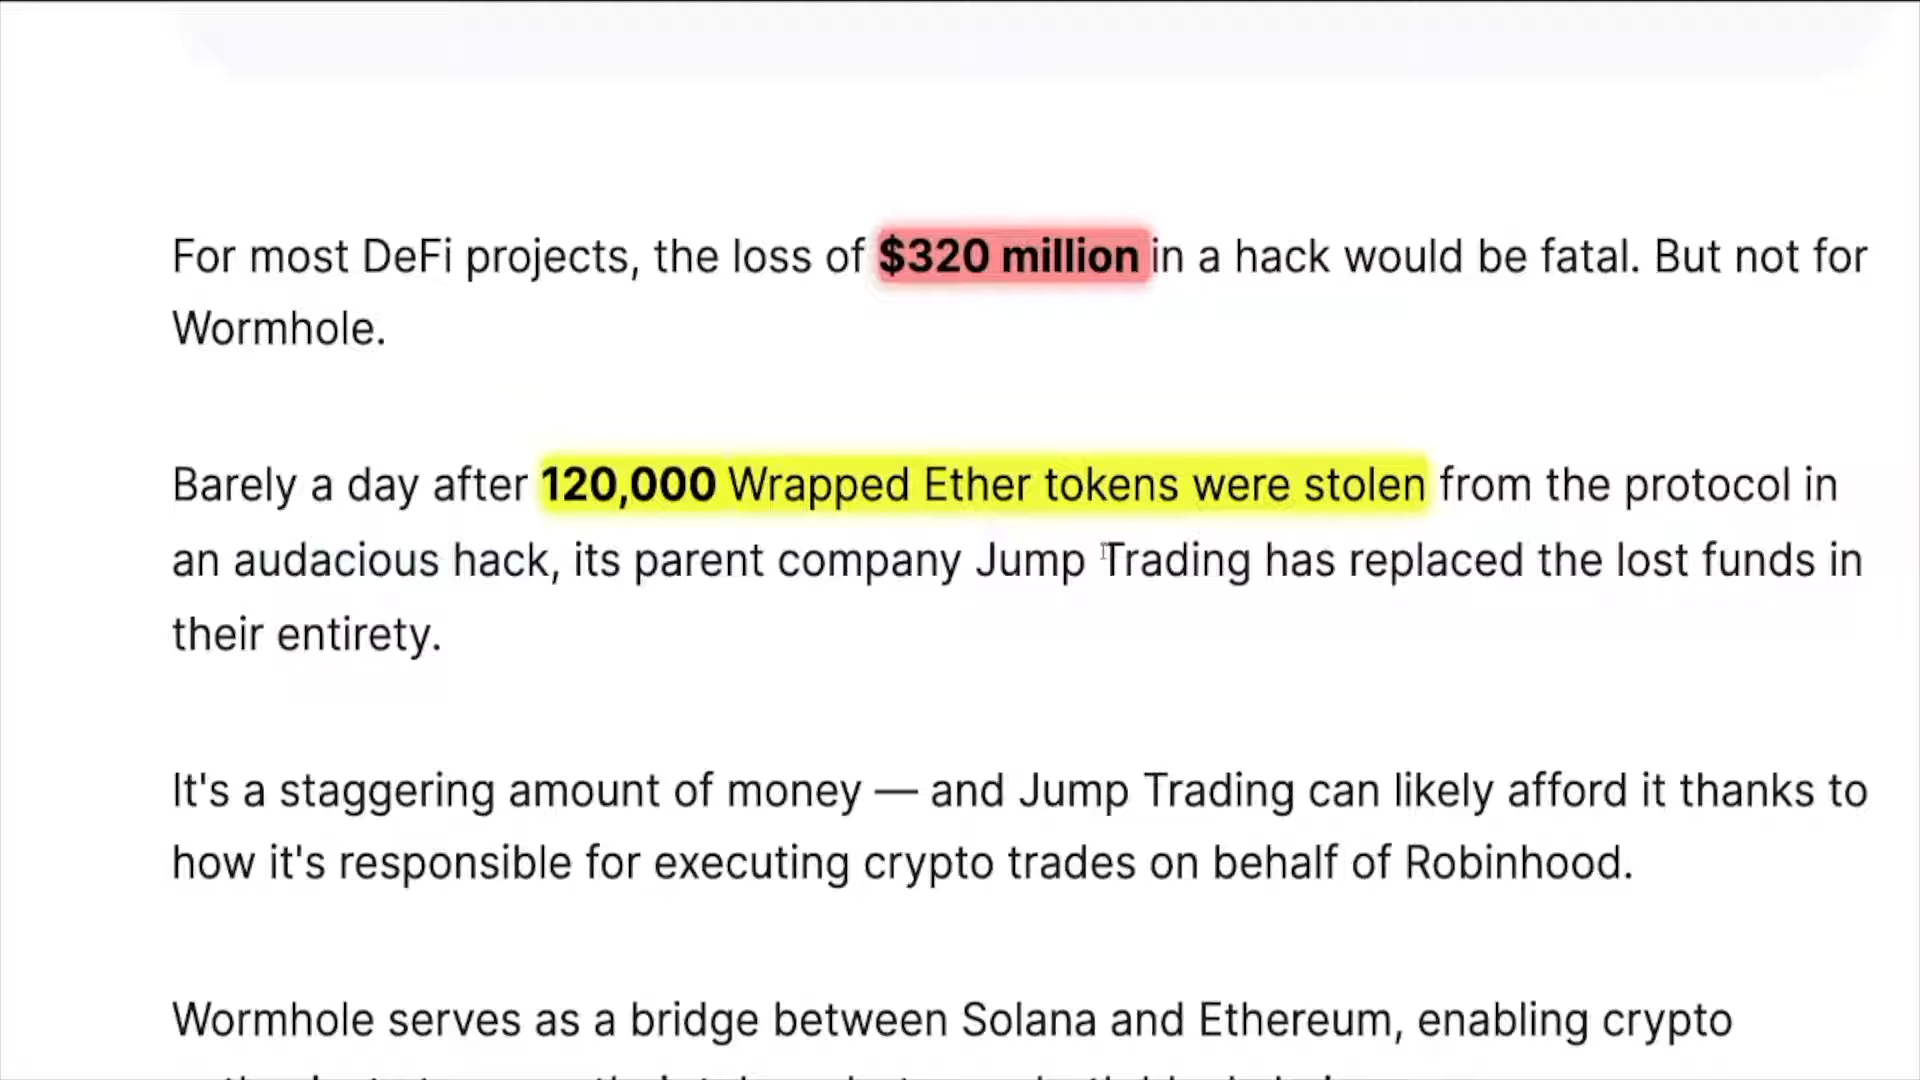 For most DeFi projects, the loss of $320 million in a hack would be fatal. But not for
Wormhole.
Barely a day after 120,000 Wrapped Ether tokens were stolen from the protocol in
an audacious hack, its parent company Jump Trading has replaced the lost funds in
their entirety.
It's a staggering amount of money — and Jump Trading can likely afford it thanks to
how it's responsible for executing crypto trades on behalf of Robinhood.
Wormhole serves as a bridge between Solana and Ethereum, enabling crypto